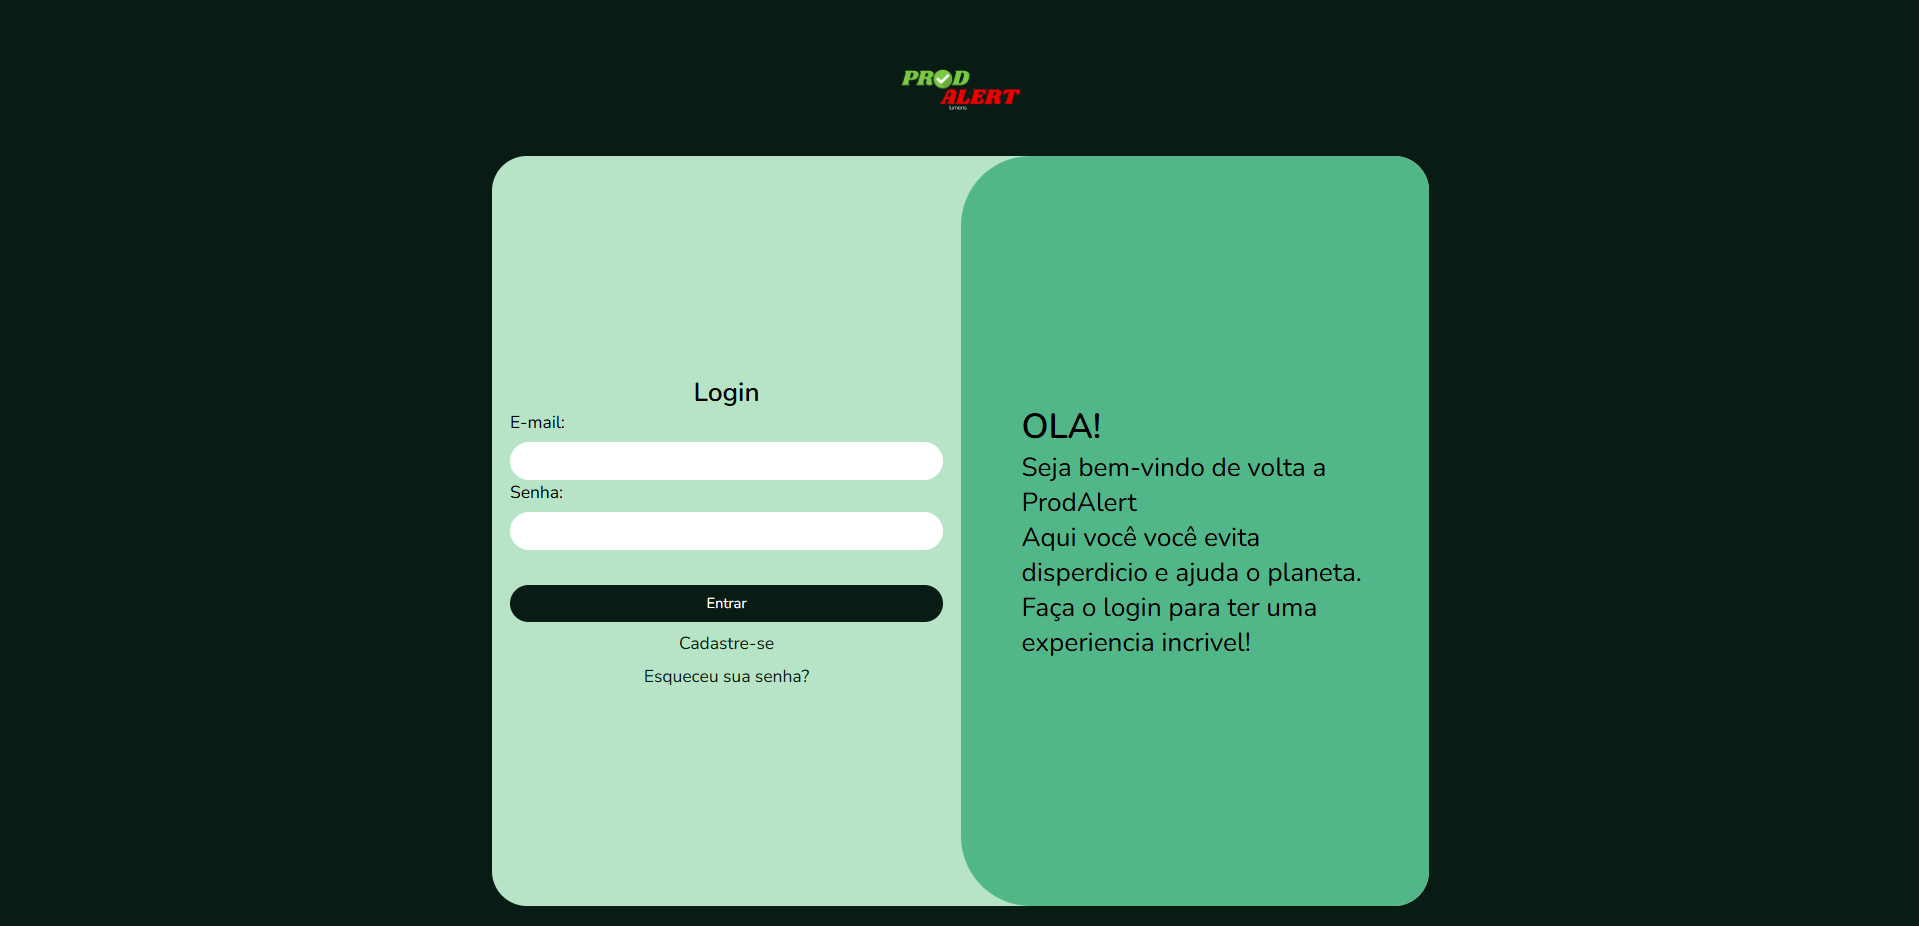 PROD
ALERT
lumens
Login
E-mail:
Senha:
Entrar
Cadastre-se
Esqueceu sua senha?
OLA!
Seja bem-vindo de volta a
ProdAlert
Aqui você você evita
disperdicio e ajuda o planeta.
Faça o login para ter uma
experiencia incrivel!